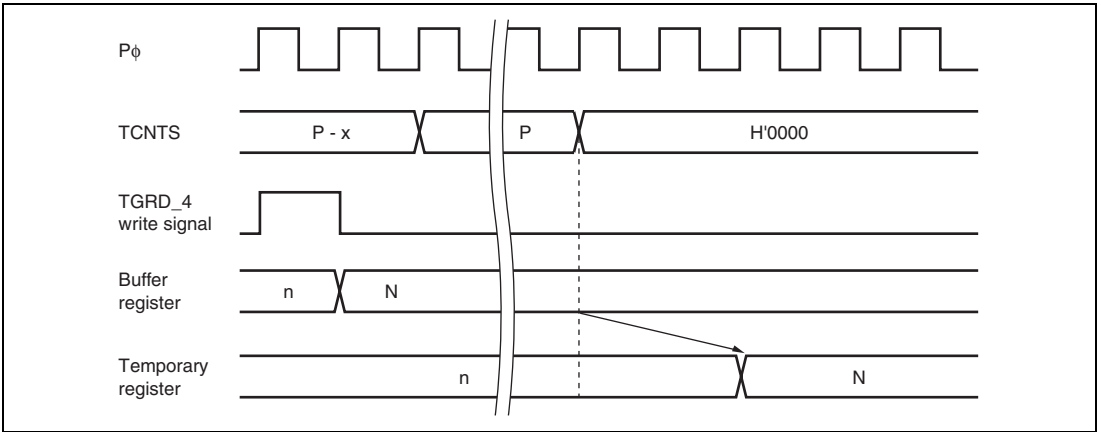 Pϕ
TCNTS
P - x
P
H'0000
TGRD_4
write signal
Buffer
register
n
N
Temporary
register
n
N